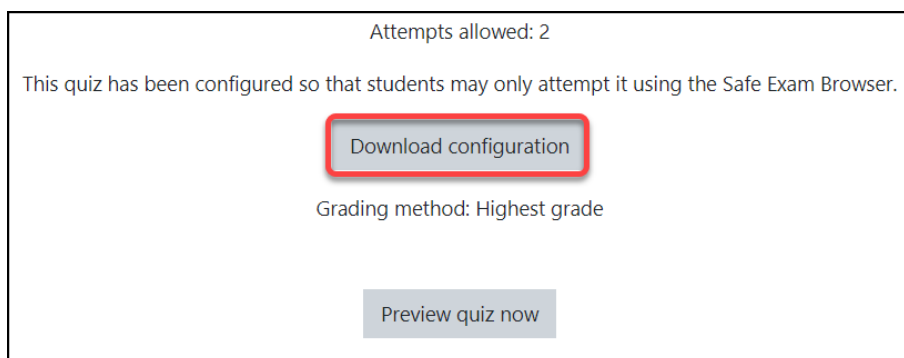 Attempts allowed: 2
This quiz has been configured so that students may only attempt it using the Safe Exam Browser.
Download configuration
Grading method: Highest grade
Preview quiz now